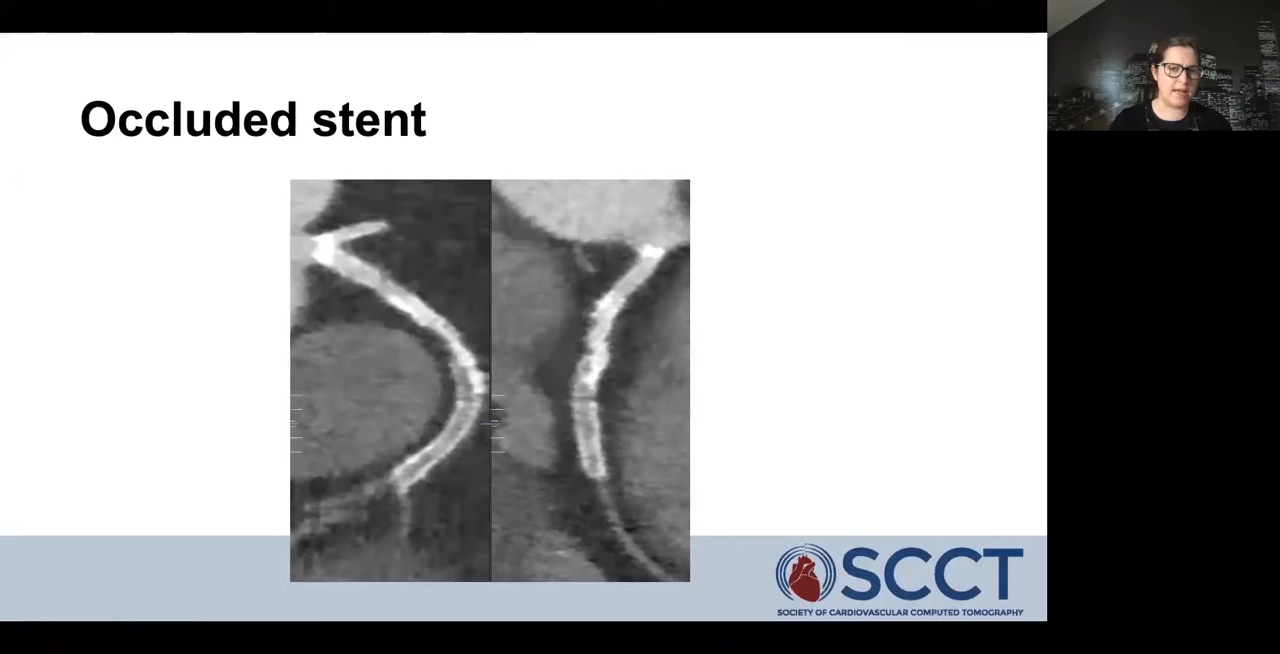 Occluded stent
SCCT
SOCIETY OF CARDIOVASCULAR COMPUTED TOMOGRAPHY